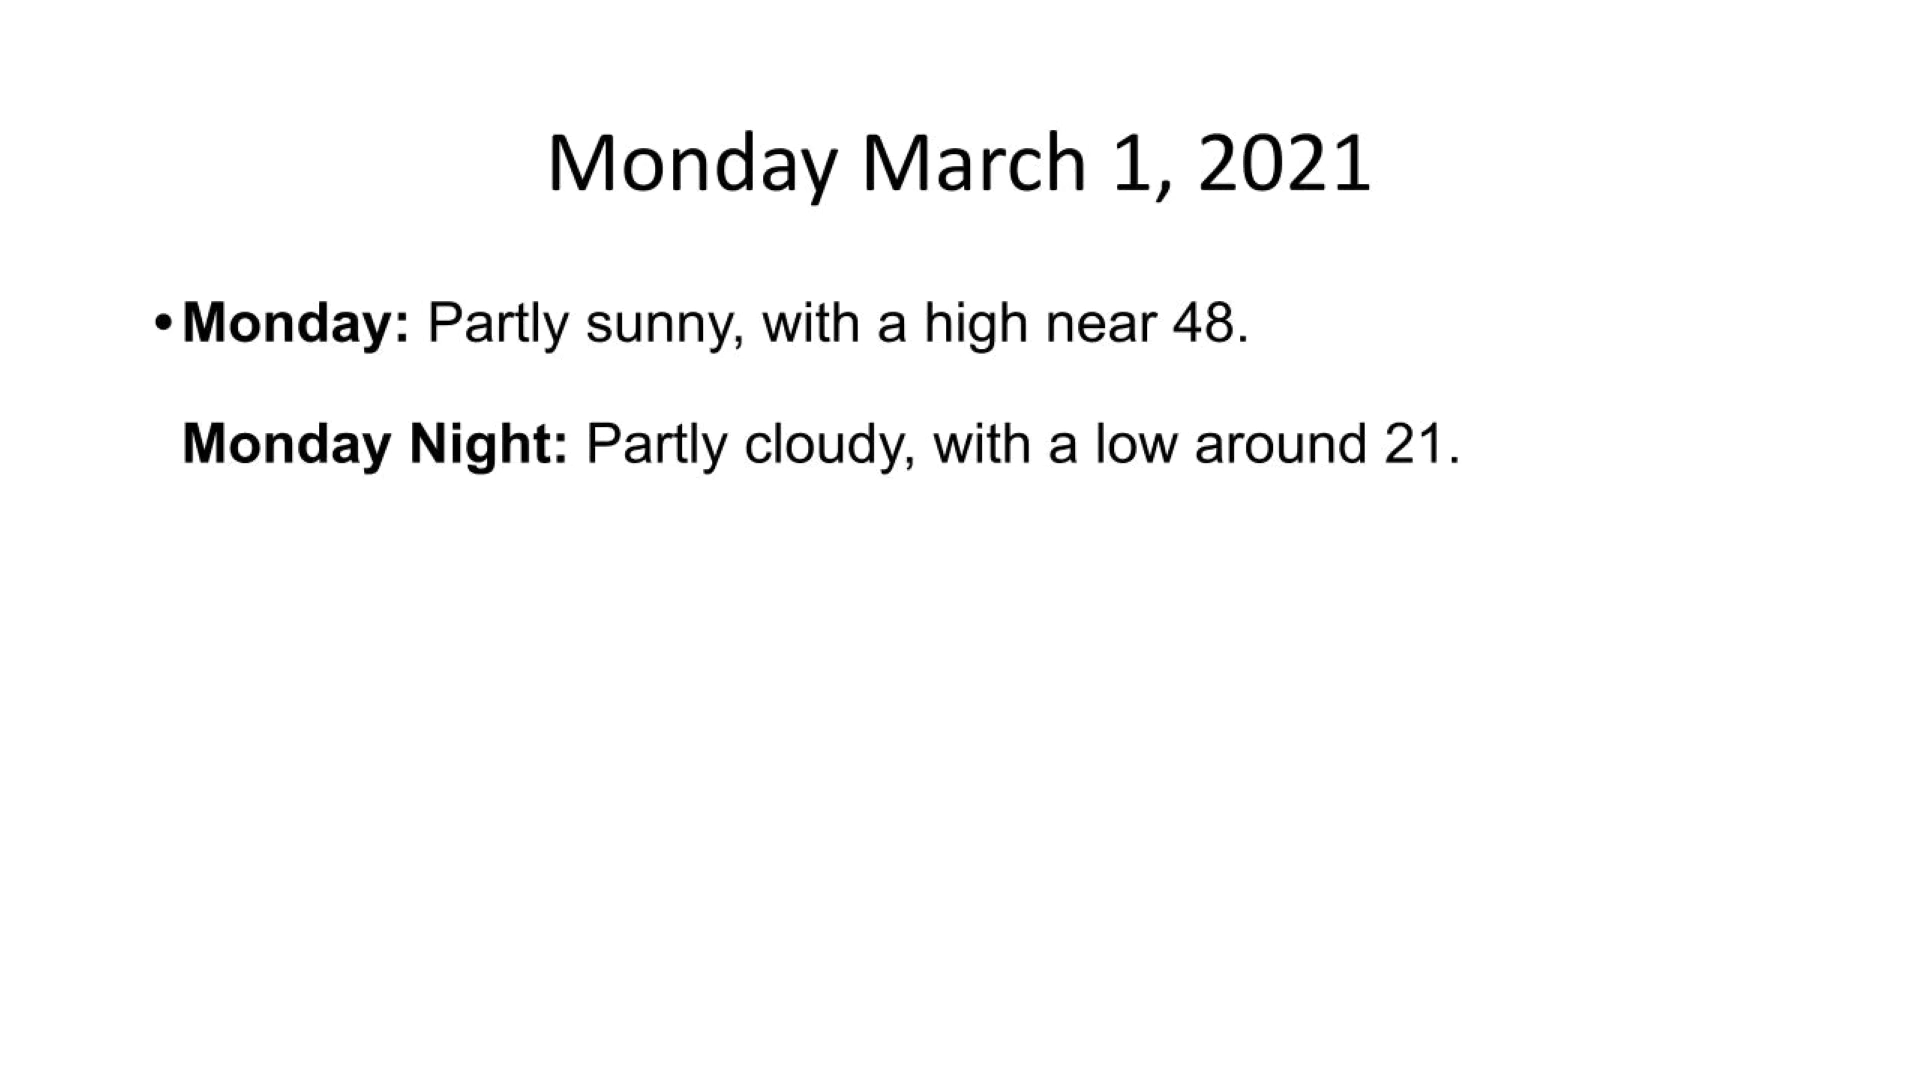 Monday March 1, 2021
• Monday: Partly sunny, with a high near 48.
Monday Night: Partly cloudy, with a low around 21.